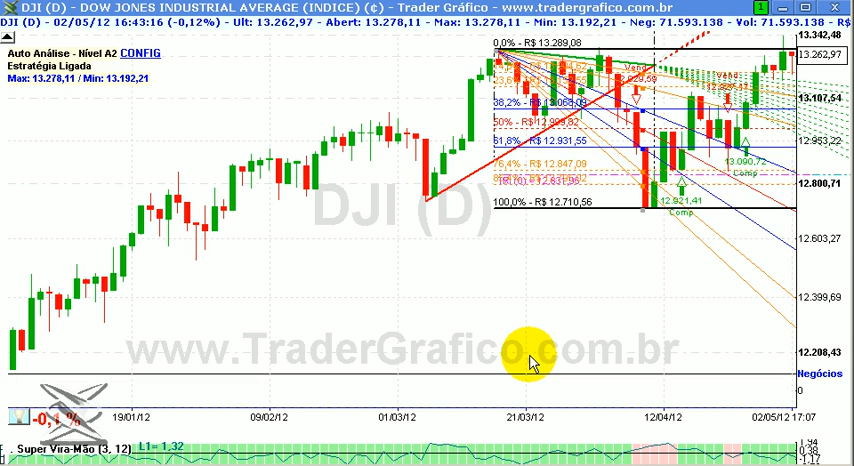 DJI (D) - DOW JONES INDUSTRIAL AVERAGE (INDICE) (¢) - Trader Gráfico - www.tradergrafico.com.br
DJI (D) - 02/05/12 16:43:16 (-0,12%) - Ult: 13.262,97 - Abert: 13.278,11 - Max: 13.278,11 - Min: 13.192,21 - Neg: 71.593.138 - Vol: 71.593.138 - R$
Auto Análise - Nível A2 CONFIG
Estratégia Ligada
Max: 13.278,11 / Min: 13.192,21
0,0% - R$ 13.289,08
38,2% - R$ 13.068,09
50% - R$ 12.999,82
61,8% - R$ 12.931,55
76,4% - R$ 12.847,09
100,0% - R$ 12.710,56
Vend
Vend
13.090,72
Comp
12.921,41
Comp
13.342,48
13.262,97
13.107,54
12.953,22
12.800,71
12.603,27
12.399,69
12.208,43
Negócios
0
DJI (D)
www.TraderGrafico.com.br
-0,1 %
19/01/12
09/02/12
01/03/12
21/03/12
12/04/12
02/05/12 17:07
. Super Vira-Mão (3, 12) L1= 1,32
1.94
0.38
-1.17